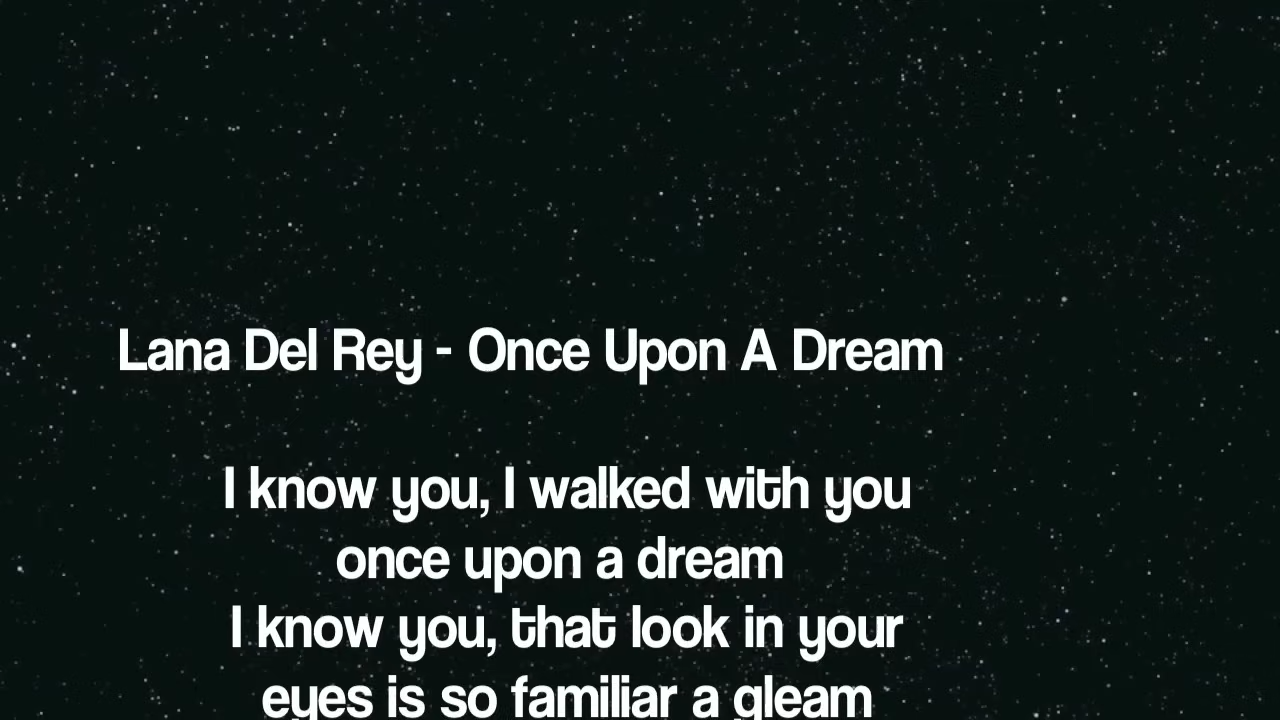 Lana Del Rey - Once Upon A Dream
I know you, I walked with you
once upon a dream
I know you, that look in your
eyes is so familiar a gleam